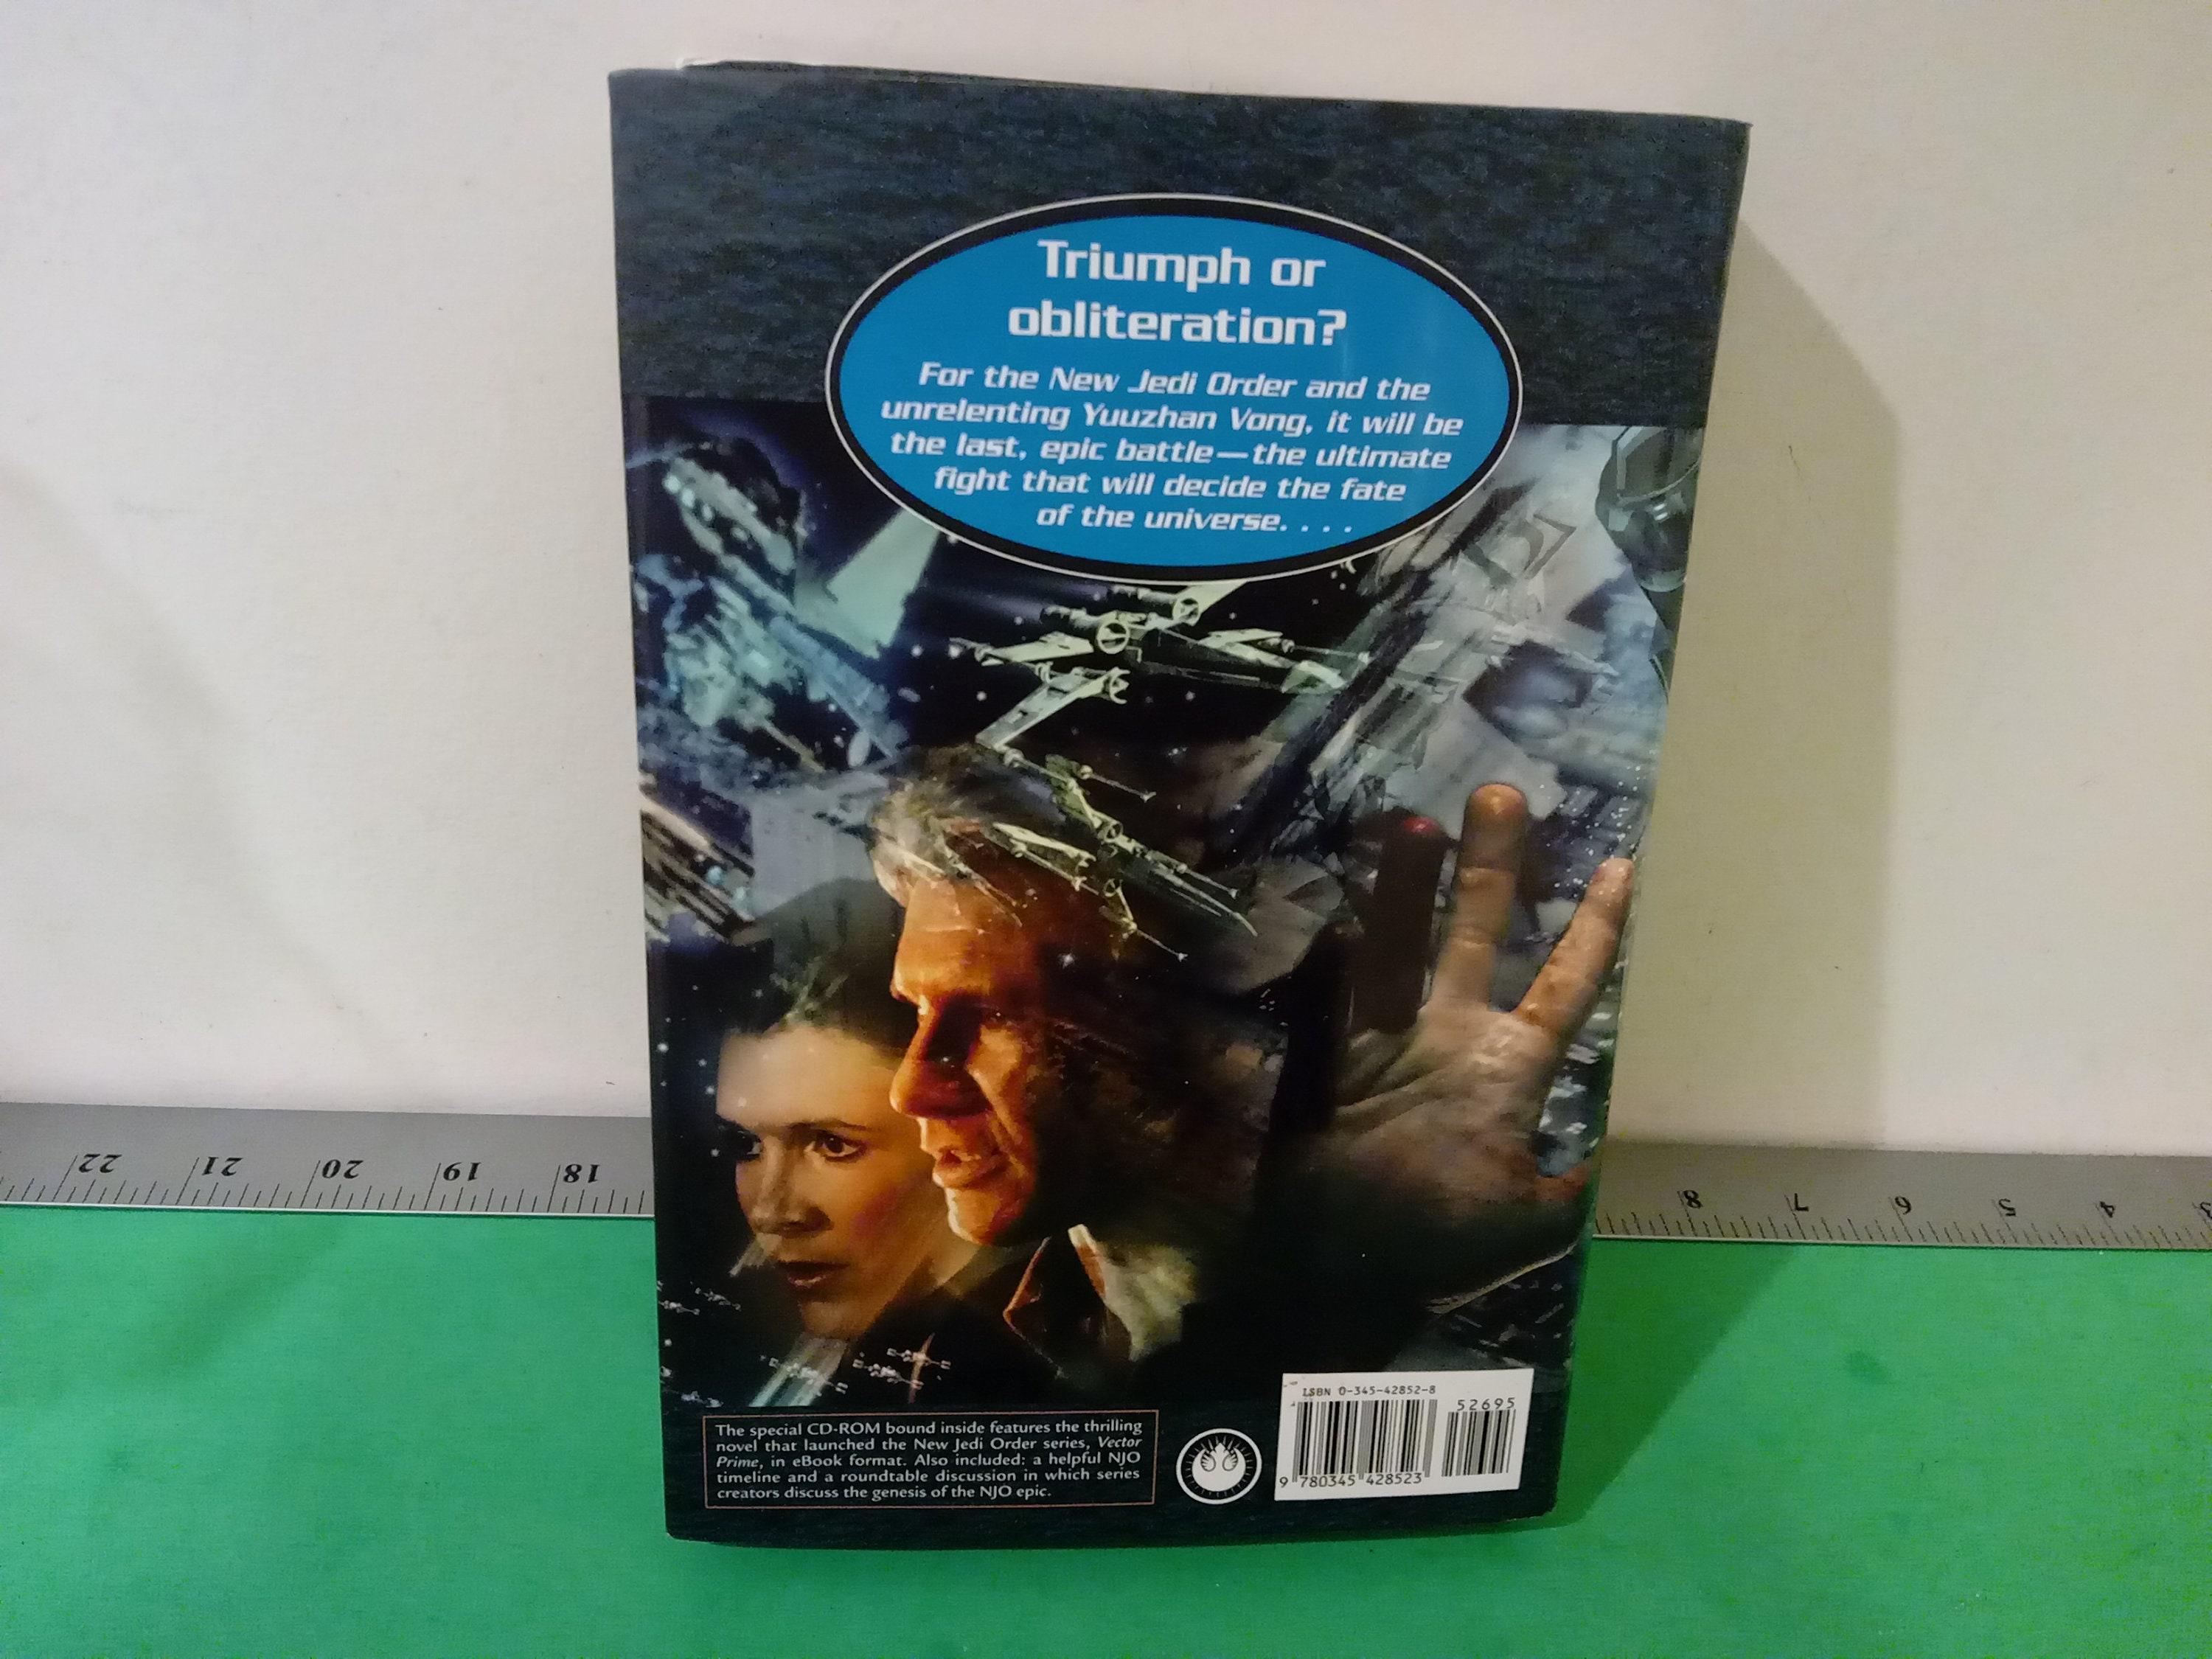 Triumph or
obliteration?
For the New Jedi Order and the
unrelenting Yuuzhan Vong, it will be
the last, epic battle—the ultimate
fight that will decide the fate
of the universe. . . .
22 21 20 19 18 8 7 6 5 4 3
The special CD-ROM bound inside features the thrilling
novel that launched the New Jedi Order series, Vector
Prime, in eBook format. Also included: a helpful NJO
timeline and a roundtable discussion in which series
creators discuss the genesis of the NJO epic.
ISBN 0-345-42852-8
52695
9 780345 428523